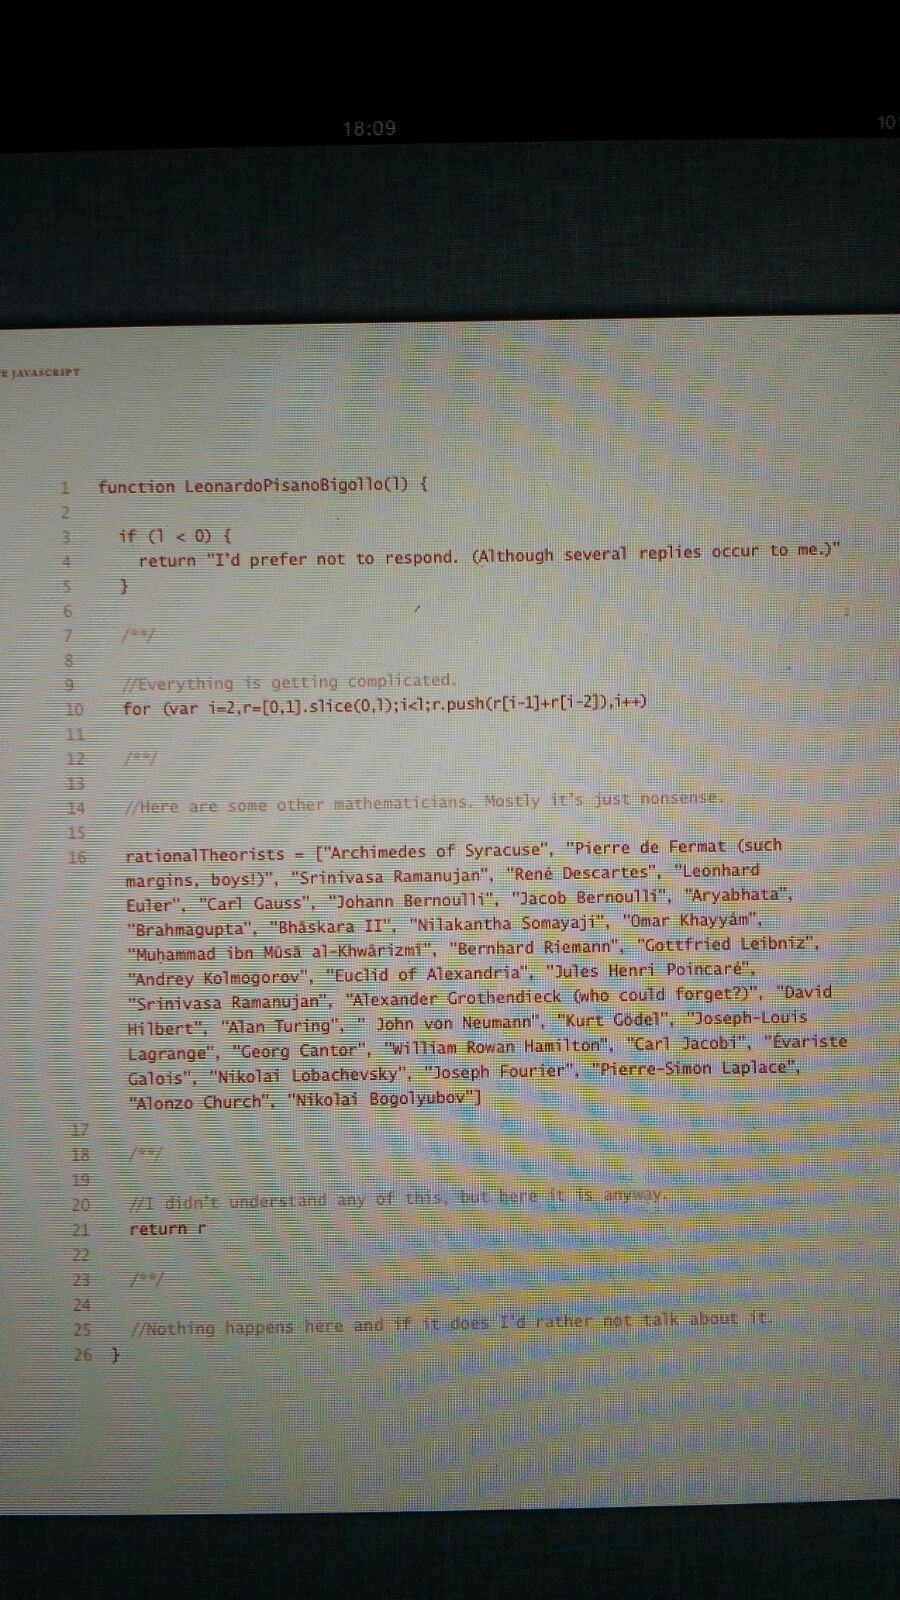 18:09
10
E JAVASCRIPT
1 function LeonardoPisanoBigollo(l) {
2
3 if (l < 0) {
4 return "I'd prefer not to respond. (Although several replies occur to me.)"
5 }
6
7 /**/
8
9 //Everything is getting complicated.
10 for (var i=2,r=[0,1].slice(0,l);i<l;r.push(r[i-1]+r[i-2]),i++)
11
12 /**/
13
14 //Here are some other mathematicians. Mostly it's just nonsense.
15
16 rationalTheorists = ["Archimedes of Syracuse", "Pierre de Fermat (such
margins, boys!)", "Srinivasa Ramanujan", "René Descartes", "Leonhard
Euler", "Carl Gauss", "Johann Bernoulli", "Jacob Bernoulli", "Aryabhata",
"Brahmagupta", "Bhāskara II", "Nilakantha Somayaji", "Omar Khayyám",
"Muḥammad ibn Mūsā al-Khwārizmī", "Bernhard Riemann", "Gottfried Leibniz",
"Andrey Kolmogorov", "Euclid of Alexandria", "Jules Henri Poincaré",
"Srinivasa Ramanujan", "Alexander Grothendieck (who could forget?)", "David
Hilbert", "Alan Turing", " John von Neumann", "Kurt Gödel", "Joseph-Louis
Lagrange", "Georg Cantor", "William Rowan Hamilton", "Carl Jacobi", "Évariste
Galois", "Nikolai Lobachevsky", "Joseph Fourier", "Pierre-Simon Laplace",
"Alonzo Church", "Nikolai Bogolyubov"]
17
18 /**/
19
20 //I didn't understand any of this, but here it is anyway.
21 return r
22
23 /**/
24
25 //Nothing happens here and if it does I'd rather not talk about it.
26 }